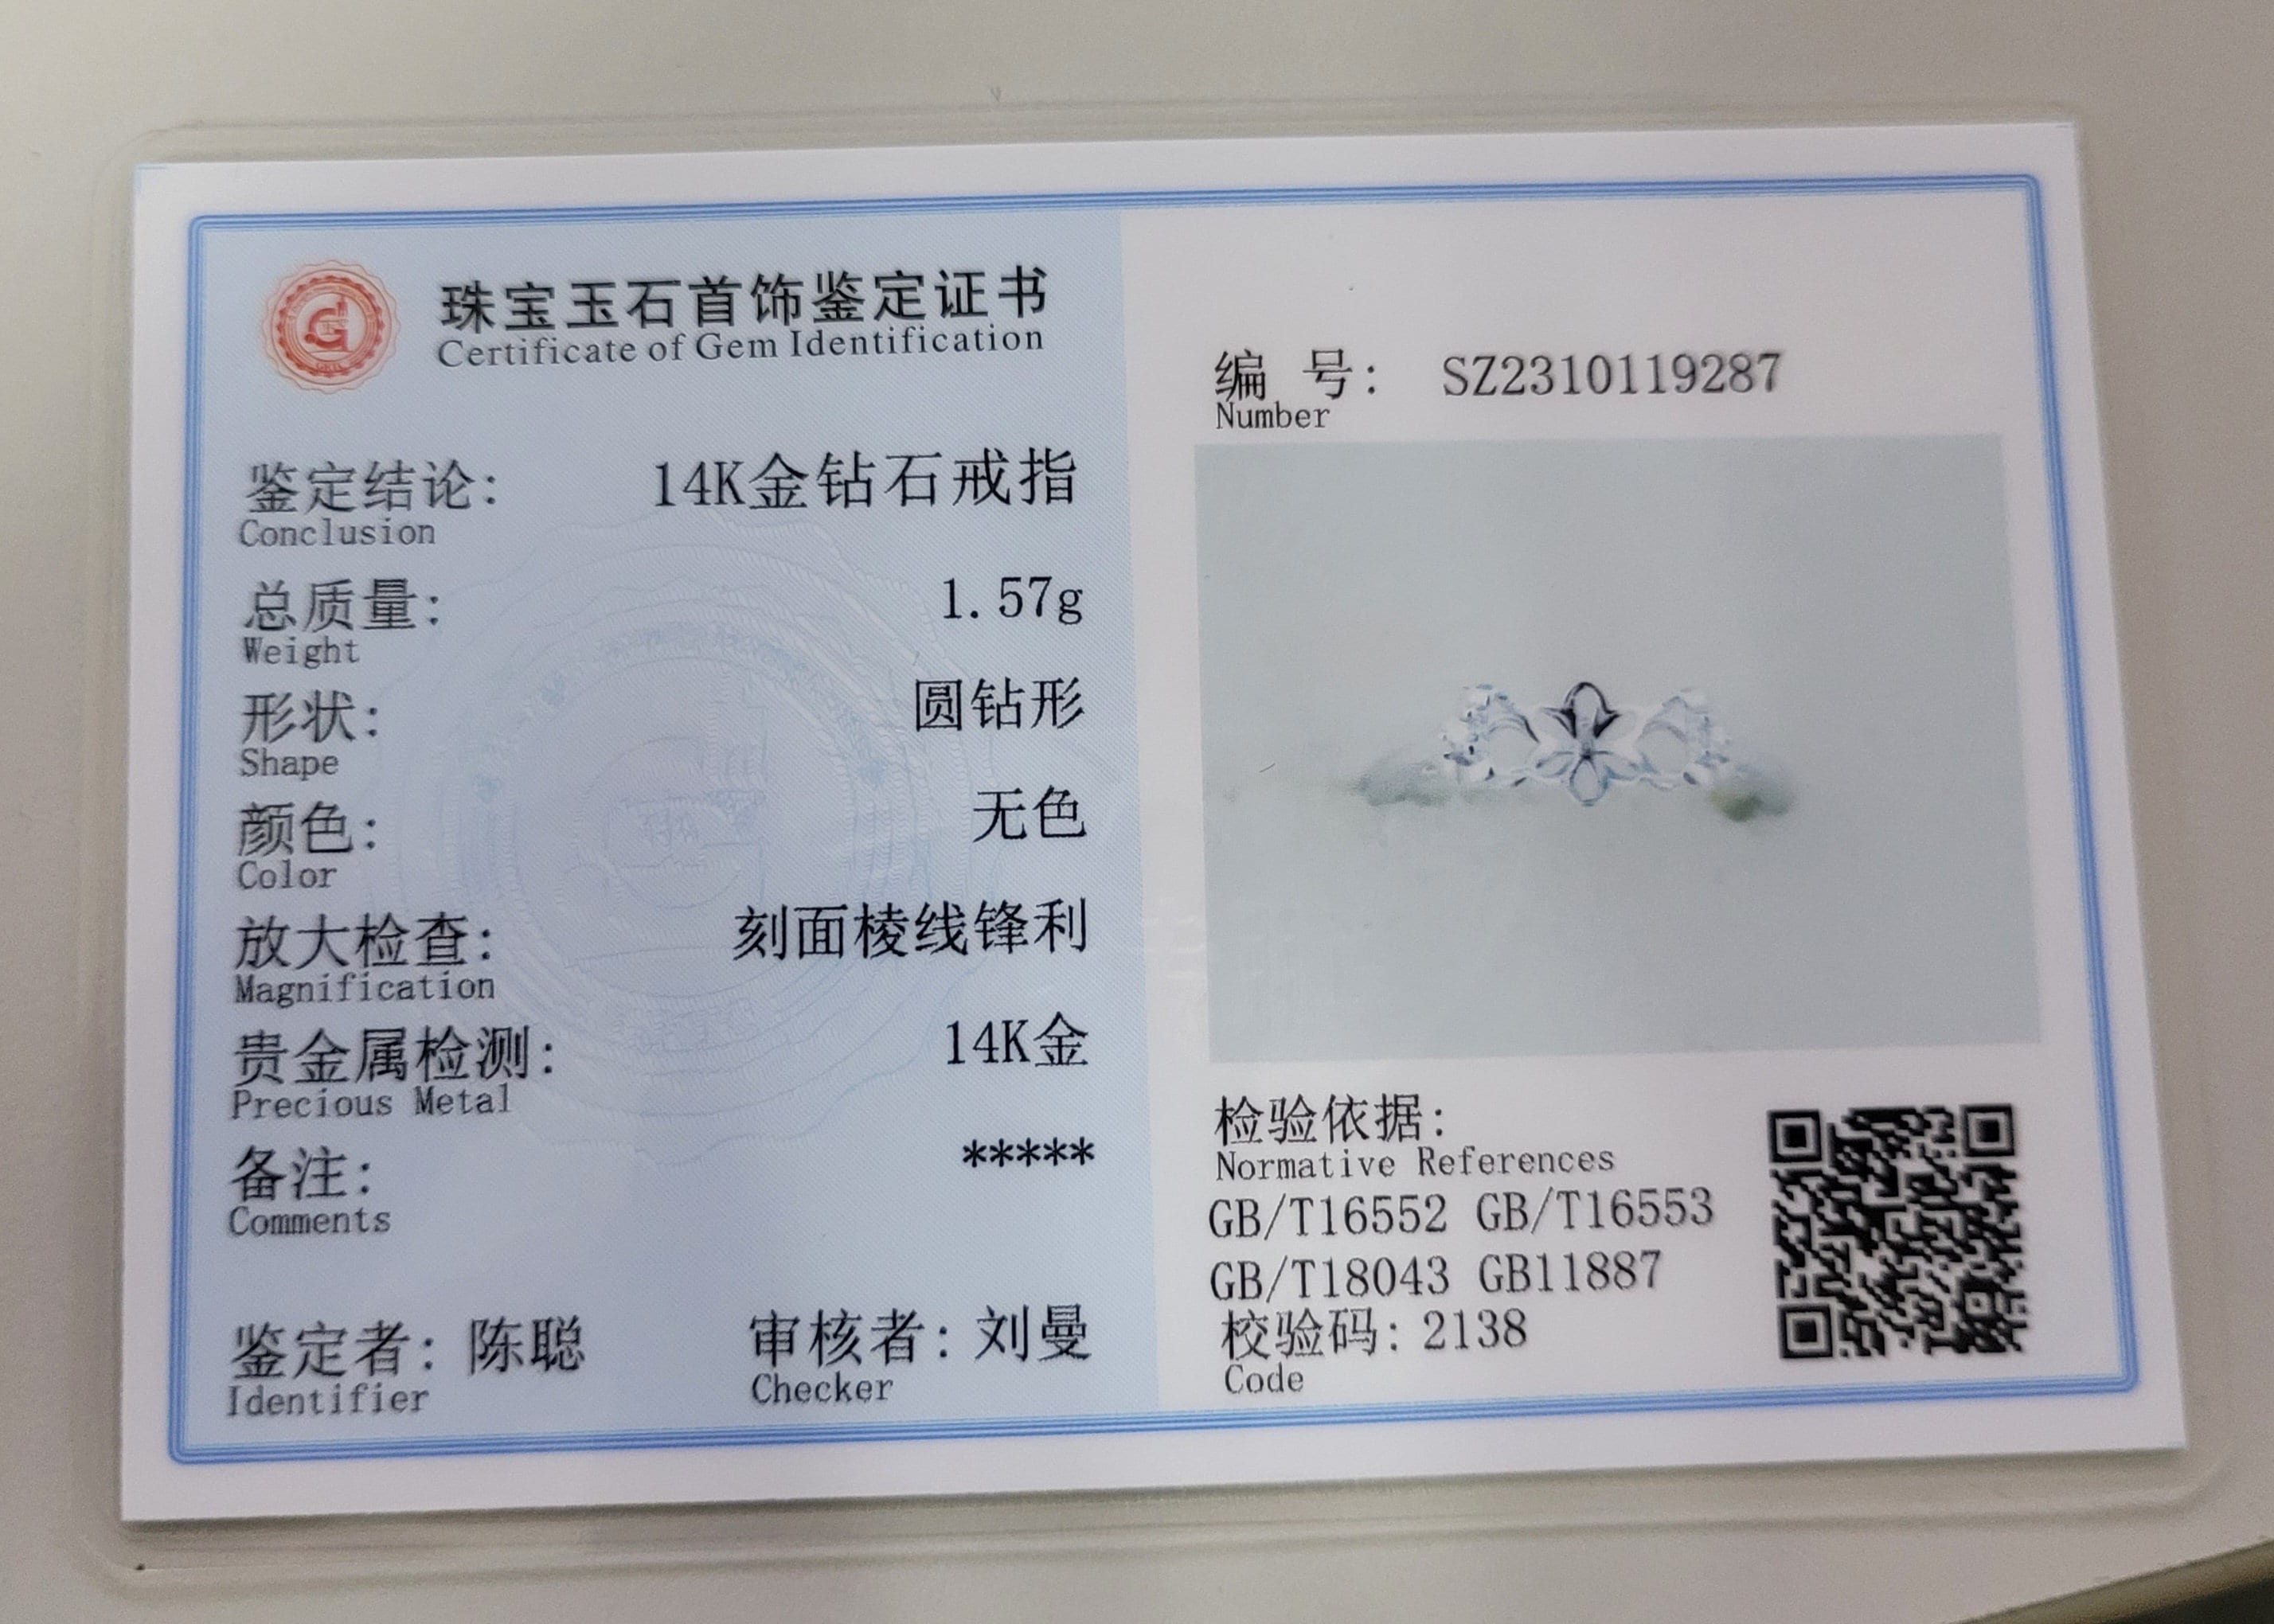 珠宝玉石首饰鉴定证书
Certificate of Gem Identification
鉴定结论: 14K金钻石戒指
Conclusion
总质量: 1.57g
Weight
形状: 圆钻形
Shape
颜色: 无色
Color
放大检查: 刻面棱线锋利
Magnification
贵金属检测: 14K金
Precious Metal
备注: *****
Comments
鉴定者: 陈聪 审核者: 刘曼
Identifier Checker
编 号: SZ2310119287
Number
检验依据:
Normative References
GB/T16552 GB/T16553
GB/T18043 GB11887
校验码: 2138
Code